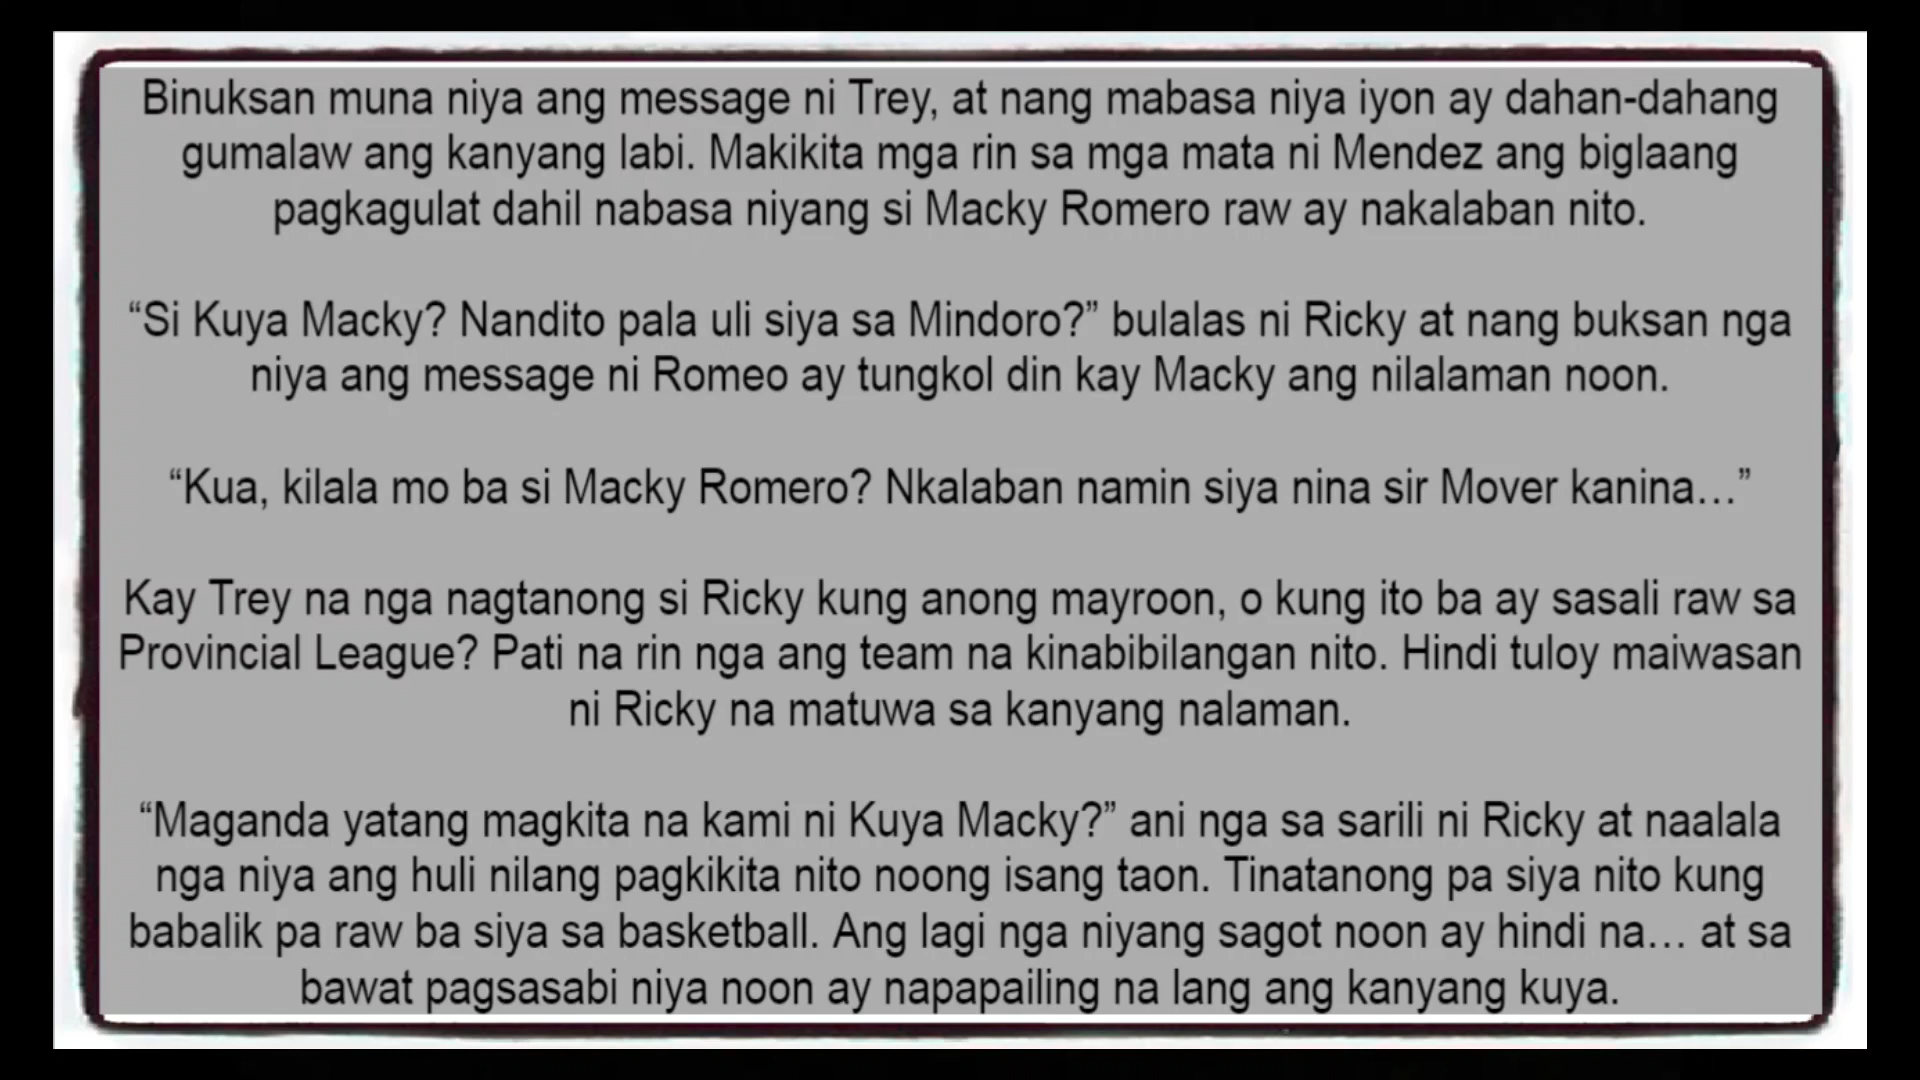 Binuksan muna niya ang message ni Trey, at nang mabasa niya iyon ay dahan-dahang
gumalaw ang kanyang labi. Makikita mga rin sa mga mata ni Mendez ang biglaang
pagkagulat dahil nabasa niyang si Macky Romero raw ay nakalaban nito.
“Si Kuya Macky? Nandito pala uli siya sa Mindoro?” bulalas ni Ricky at nang buksan nga
niya ang message ni Romeo ay tungkol din kay Macky ang nilalaman noon.
“Kua, kilala mo ba si Macky Romero? Nkalaban namin siya nina sir Mover kanina…”
Kay Trey na nga nagtanong si Ricky kung anong mayroon, o kung ito ba ay sasali raw sa
Provincial League? Pati na rin nga ang team na kinabibilangan nito. Hindi tuloy maiwasan
ni Ricky na matuwa sa kanyang nalaman.
“Maganda yatang magkita na kami ni Kuya Macky?” ani nga sa sarili ni Ricky at naalala
nga niya ang huli nilang pagkikita nito noong isang taon. Tinatanong pa siya nito kung
babalik pa raw ba siya sa basketball. Ang lagi nga niyang sagot noon ay hindi na… at sa
bawat pagsasabi niya noon ay napapailing na lang ang kanyang kuya.